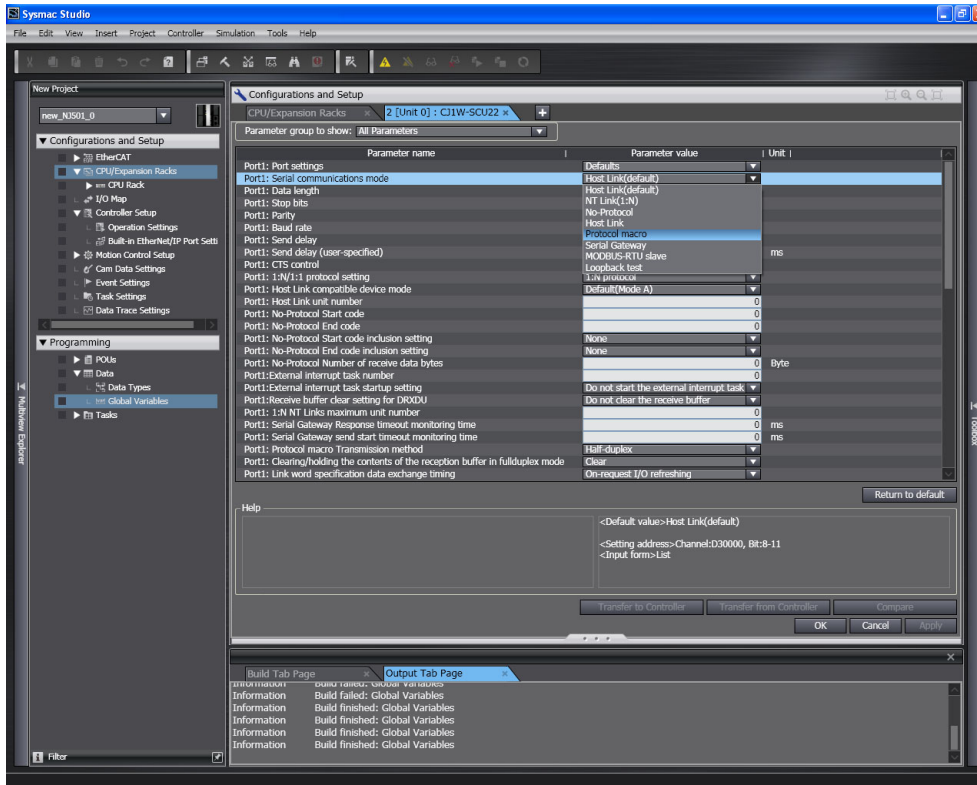 Sysmac Studio
File Edit View Insert Project Controller Simulation Tools Help
New Project
new_NJ501_0
Configurations and Setup
EtherCAT
CPU/Expansion Racks
CPU Rack
I/O Map
Controller Setup
Operation Settings
Built-in EtherNet/IP Port Setti
Motion Control Setup
Cam Data Settings
Event Settings
Task Settings
Data Trace Settings
Programming
POUs
Data
Data Types
Global Variables
Tasks
Filter
Multiview Explorer
Configurations and Setup
CPU/Expansion Racks 2 [Unit 0] : CJ1W-SCU22
Parameter group to show: All Parameters
Parameter name Parameter value Unit
Port1: Port settings Defaults
Port1: Serial communications mode Host Link(default)
Port1: Data length Host Link(default)
Port1: Stop bits NT Link(1:N)
Port1: Parity No-Protocol
Port1: Baud rate Host Link
Port1: Send delay Protocol macro
Port1: Send delay (user-specified) Serial Gateway ms
Port1: CTS control MODBUS-RTU slave
Loopback test
Port1: 1:N/1:1 protocol setting 1:N protocol
Port1: Host Link compatible device mode Default(Mode A)
Port1: Host Link unit number 0
Port1: No-Protocol Start code 0
Port1: No-Protocol End code 0
Port1: No-Protocol Start code inclusion setting None
Port1: No-Protocol End code inclusion setting None
Port1: No-Protocol Number of receive data bytes 0 Byte
Port1:External interrupt task number 0
Port1:External interrupt task startup setting Do not start the external interrupt task
Port1:Receive buffer clear setting for DRXDU Do not clear the receive buffer
Port1: 1:N NT Links maximum unit number 0
Port1: Serial Gateway Response timeout monitoring time 0 ms
Port1: Serial Gateway send start timeout monitoring time 0 ms
Port1: Protocol macro Transmission method Half-duplex
Port1: Clearing/holding the contents of the reception buffer in fullduplex mode Clear
Port1: Link word specification data exchange timing On-request I/O refreshing
Return to default
Help
<Default value>Host Link(default)
<Setting address>Channel:D30000, Bit:8-11
<Input form>List
Transfer to Controller Transfer from Controller Compare
OK Cancel Apply
Build Tab Page Output Tab Page
Information Build failed: Global Variables
Information Build failed: Global Variables
Information Build finished: Global Variables
Information Build finished: Global Variables
Information Build finished: Global Variables
Information Build finished: Global Variables
Toolbox